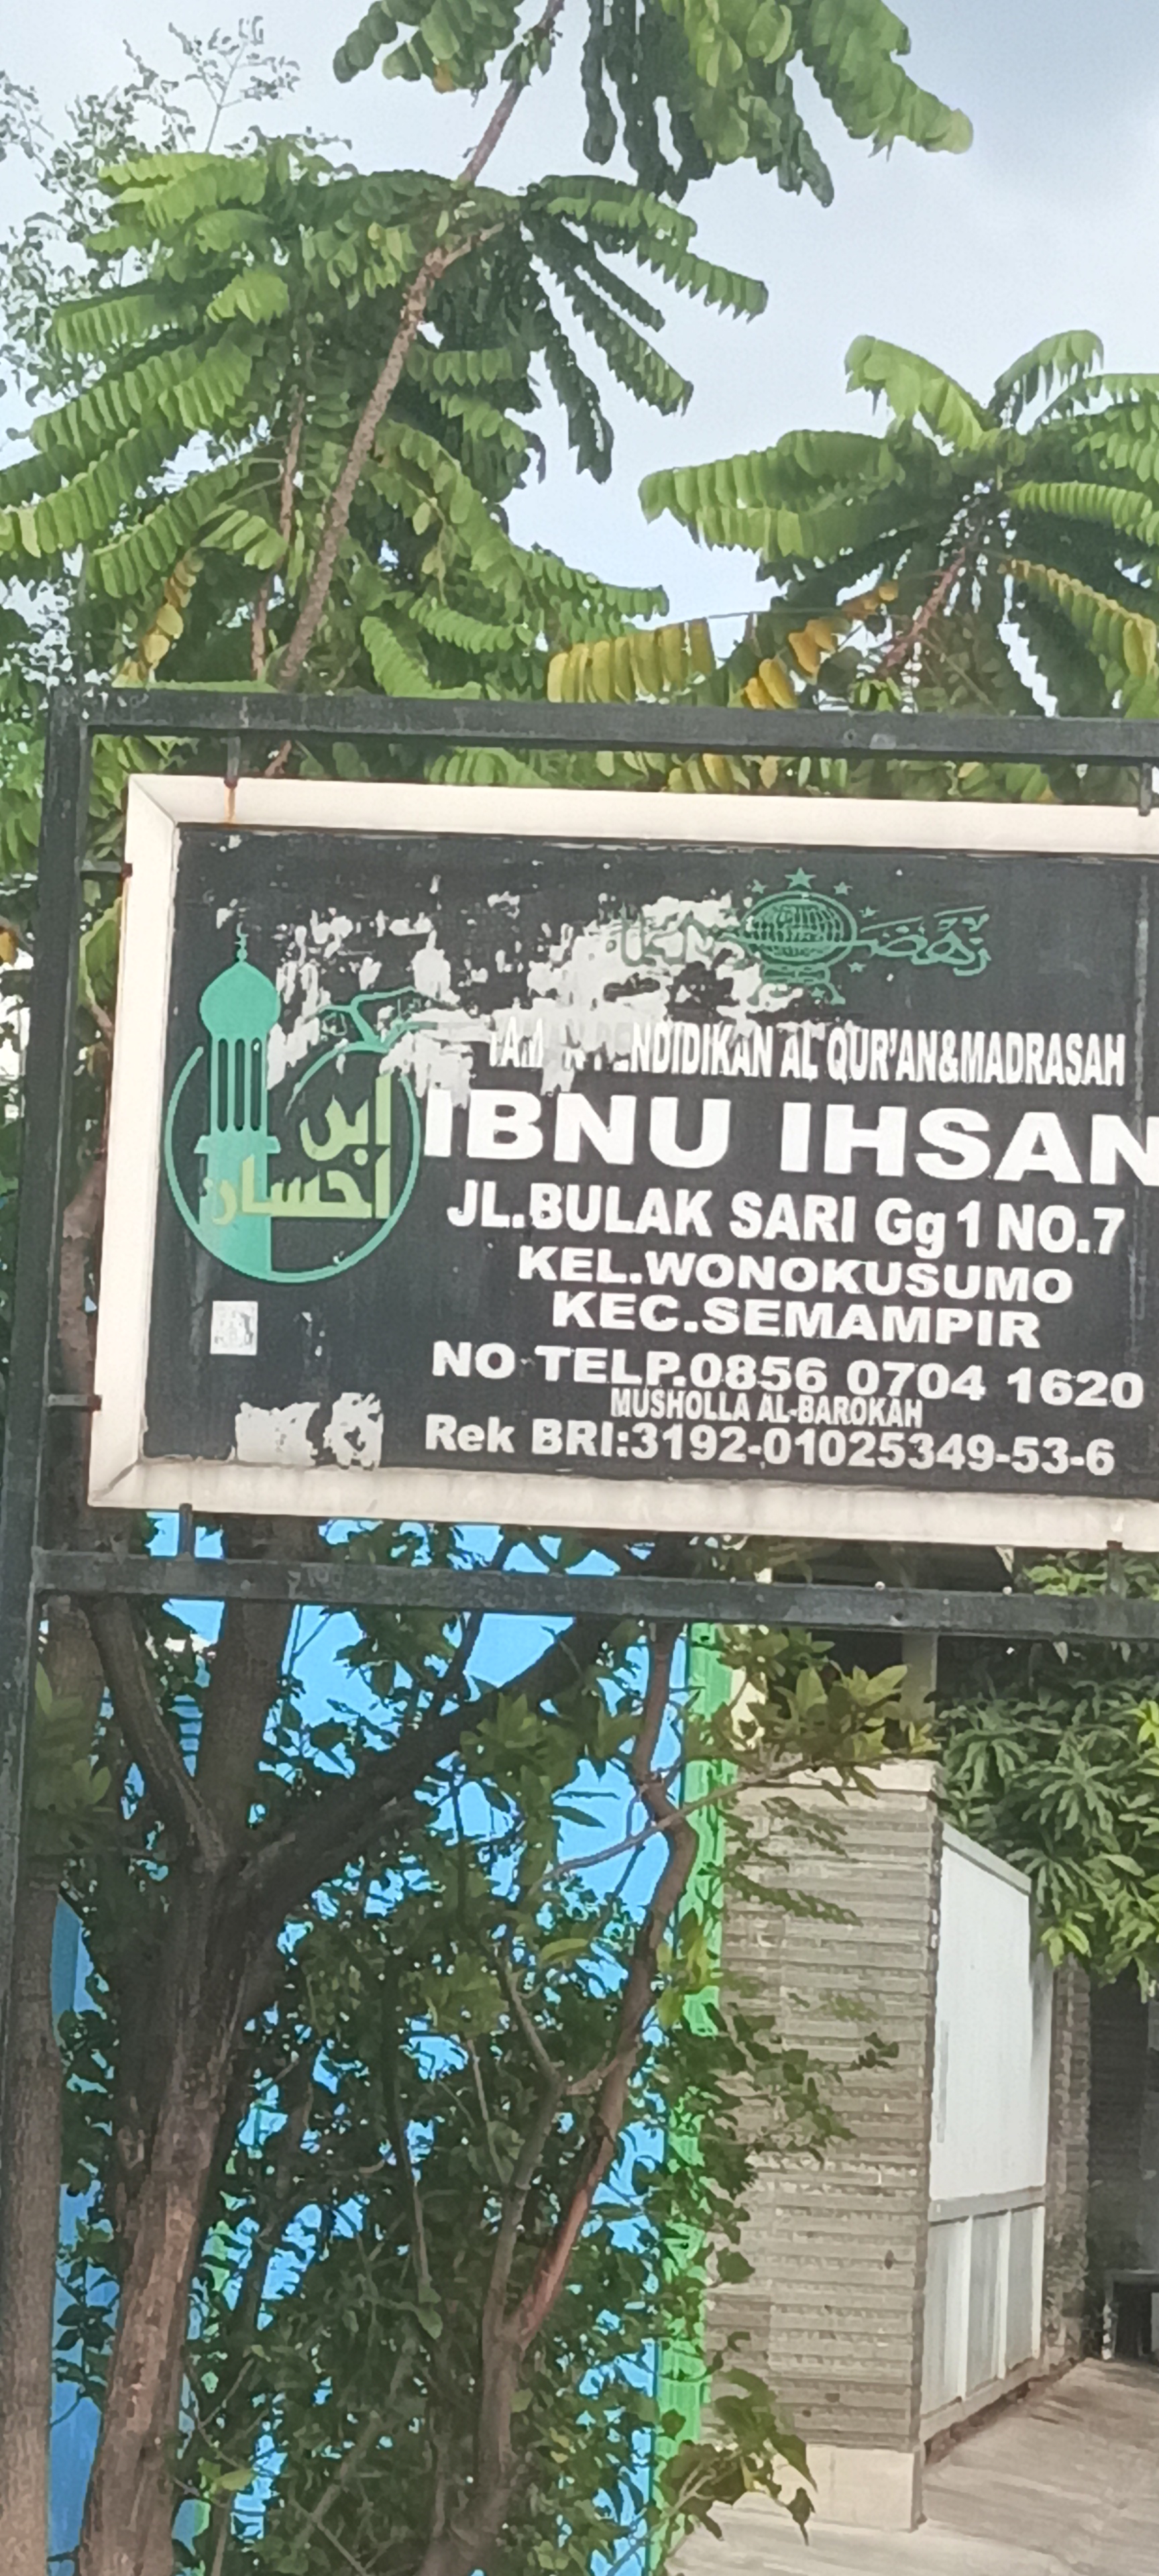 PENDIDIKAN AL QUR'AN&MADRASAH
ابن
احسان
IBNU IHSAN
JL.BULAK SARI Gg 1 NO.7
KEL.WONOKUSUMO
KEC.SEMAMPIR
NO TELP.0856 0704 1620
MUSHOLLA AL-BAROKAH
Rek BRI:3192-01025349-53-6